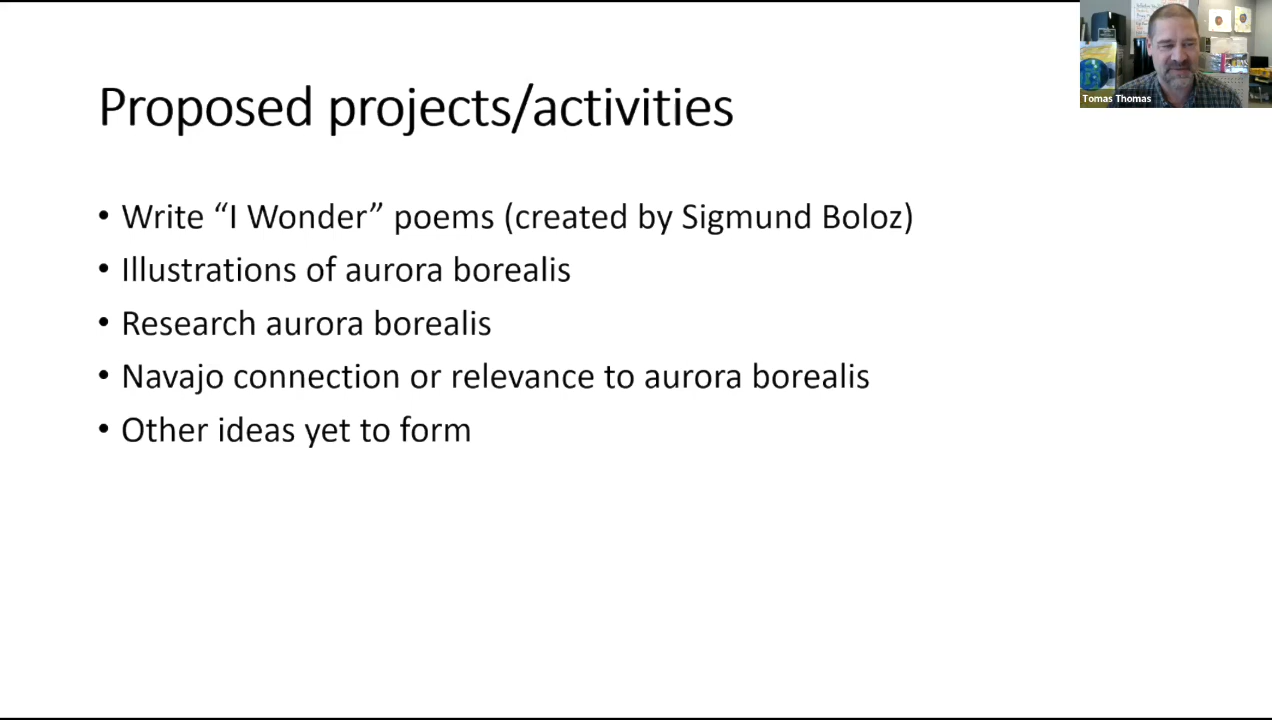 Proposed projects/activities
• Write “I Wonder” poems (created by Sigmund Boloz)
• Illustrations of aurora borealis
• Research aurora borealis
• Navajo connection or relevance to aurora borealis
• Other ideas yet to form
Tomas Thomas